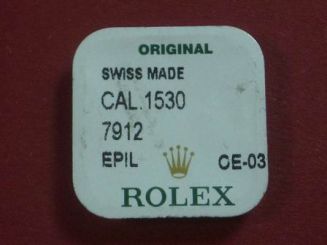 ORIGINAL
SWISS MADE
CAL.1530
7912
EPIL CE-03
ROLEX